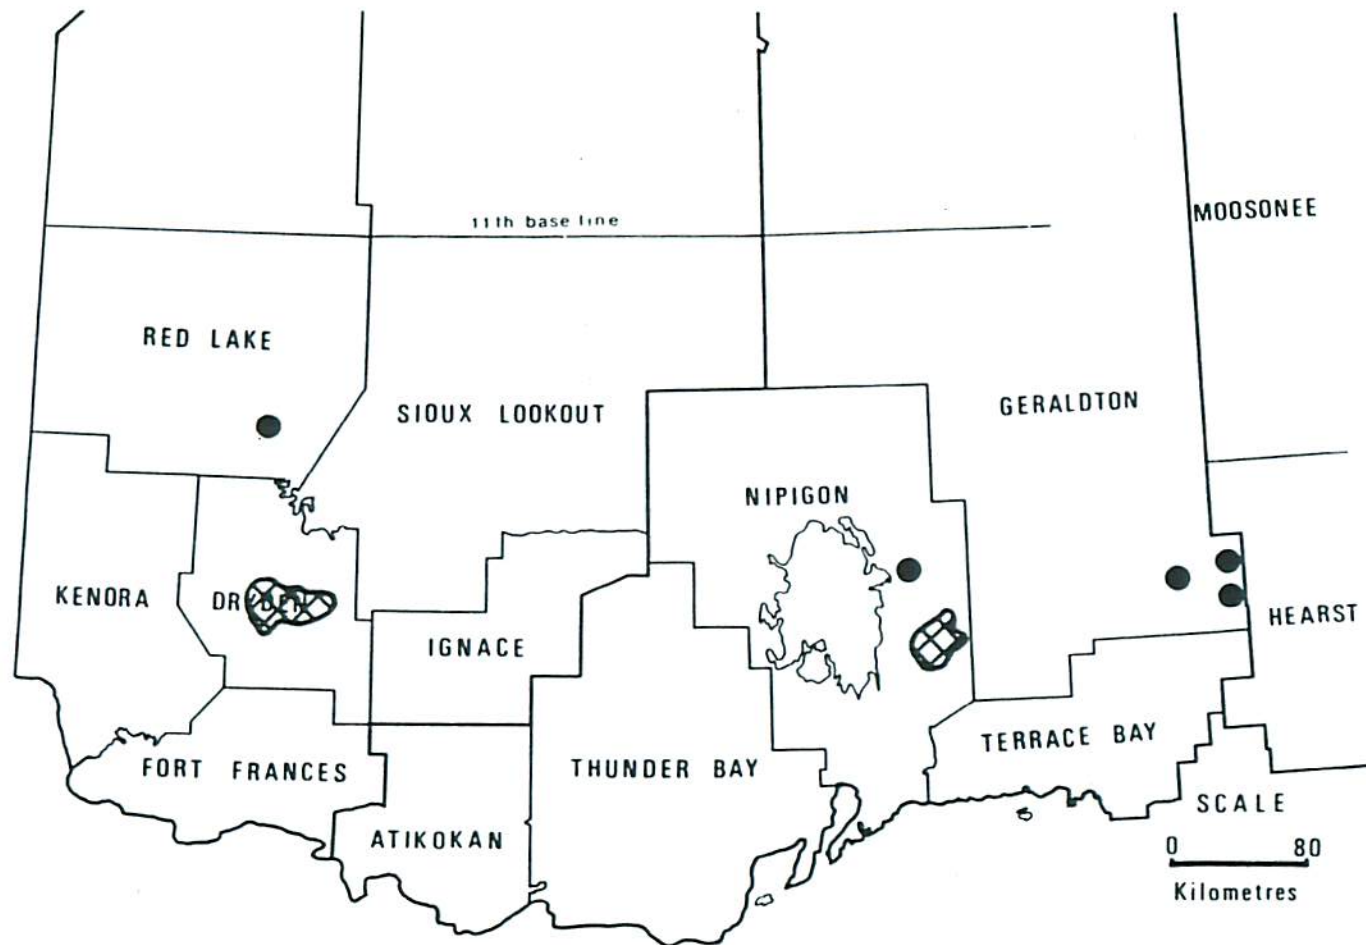 11th base line
MOOSONEE
RED LAKE
SIOUX LOOKOUT
GERALDTON
NIPIGON
KENORA
DRYDEN
IGNACE
HEARST
FORT FRANCES
THUNDER BAY
TERRACE BAY
ATIKOKAN
SCALE
0 80
Kilometres